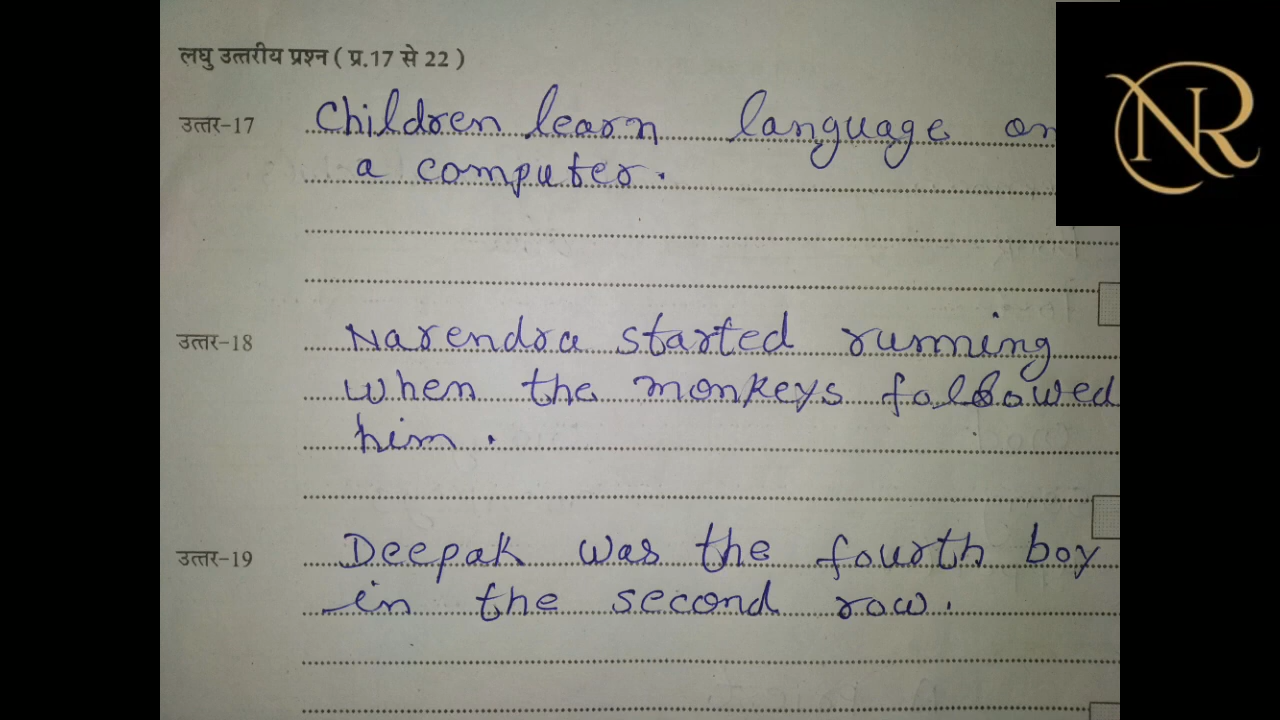 लघु उत्तरीय प्रश्न ( प्र.17 से 22 )
उत्तर-17 Children learn language on
a computer.
उत्तर-18 Narendra started running
when the monkeys followed
him.
उत्तर-19 Deepak was the fourth boy
in the second row.
NR